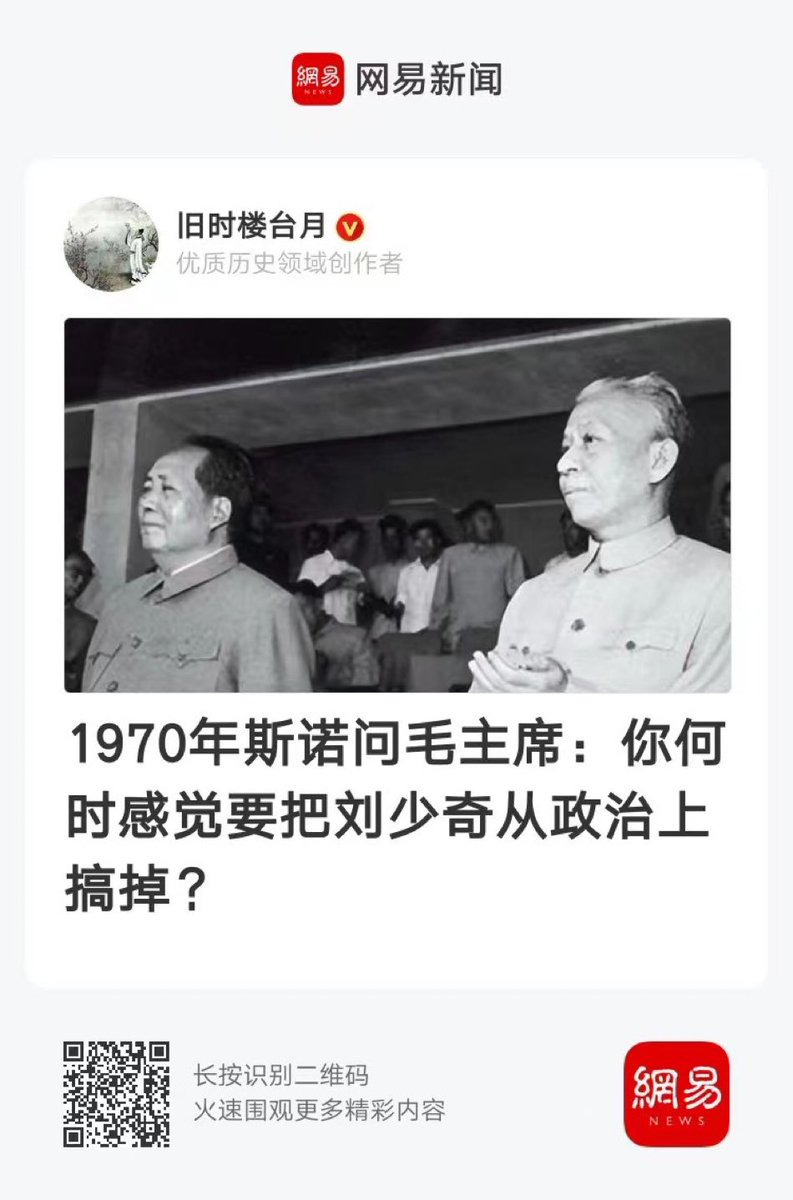 網易
NEWS
网易新闻
旧时楼台月
V
优质历史领域创作者
1970年斯诺问毛主席：你何
时感觉要把刘少奇从政治上
搞掉？
长按识别二维码
火速围观更多精彩内容
網易
NEWS